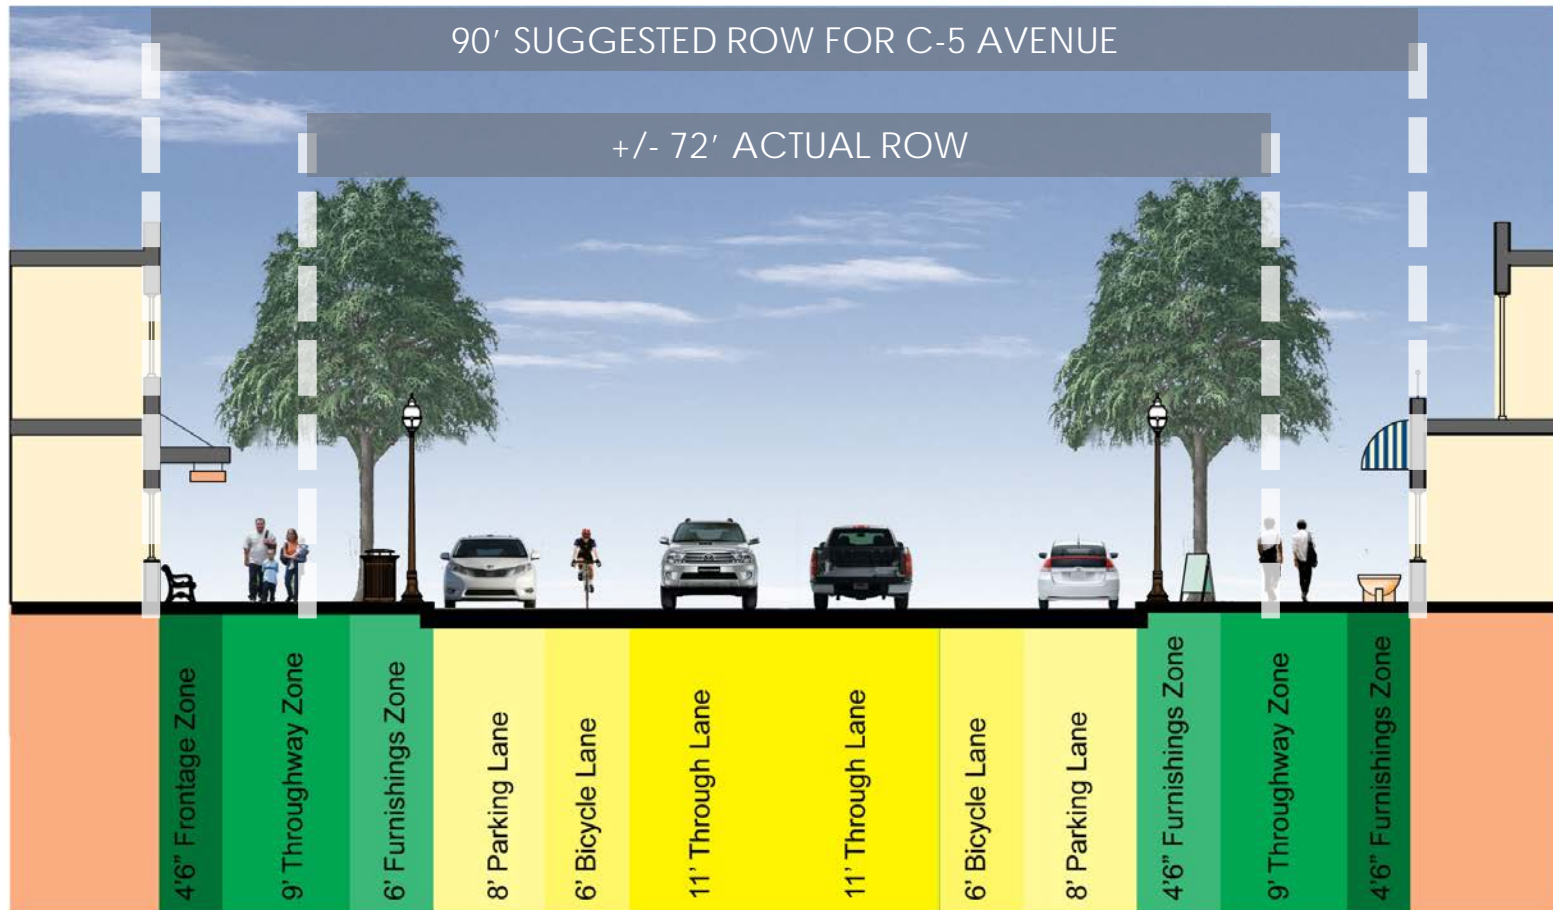 90' SUGGESTED ROW FOR C-5 AVENUE
+/- 72' ACTUAL ROW
4'6" Frontage Zone
9' Throughway Zone
6' Furnishings Zone
8' Parking Lane
6' Bicycle Lane
11' Through Lane
11' Through Lane
6' Bicycle Lane
8' Parking Lane
4'6" Furnishings Zone
9' Throughway Zone
4'6" Furnishings Zone